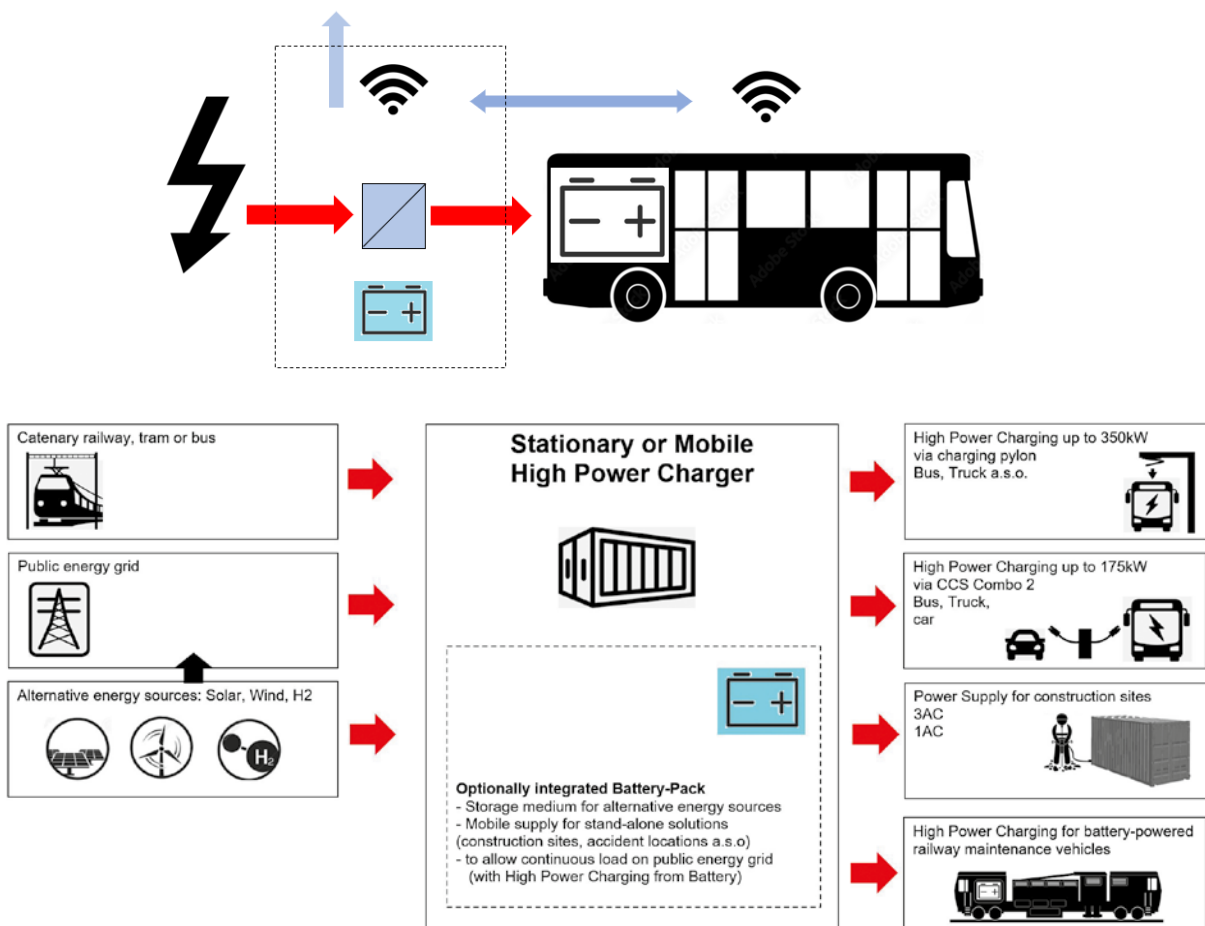 Catenary railway, tram or bus
Public energy grid
Alternative energy sources: Solar, Wind, H2
H2
Stationary or Mobile
High Power Charger
Optionally integrated Battery-Pack
- Storage medium for alternative energy sources
- Mobile supply for stand-alone solutions
(construction sites, accident locations a.s.o)
- to allow continuous load on public energy grid
(with High Power Charging from Battery)
High Power Charging up to 350kW
via charging pylon
Bus, Truck a.s.o.
High Power Charging up to 175kW
via CCS Combo 2
Bus, Truck,
car
Power Supply for construction sites
3AC
1AC
High Power Charging for battery-powered
railway maintenance vehicles